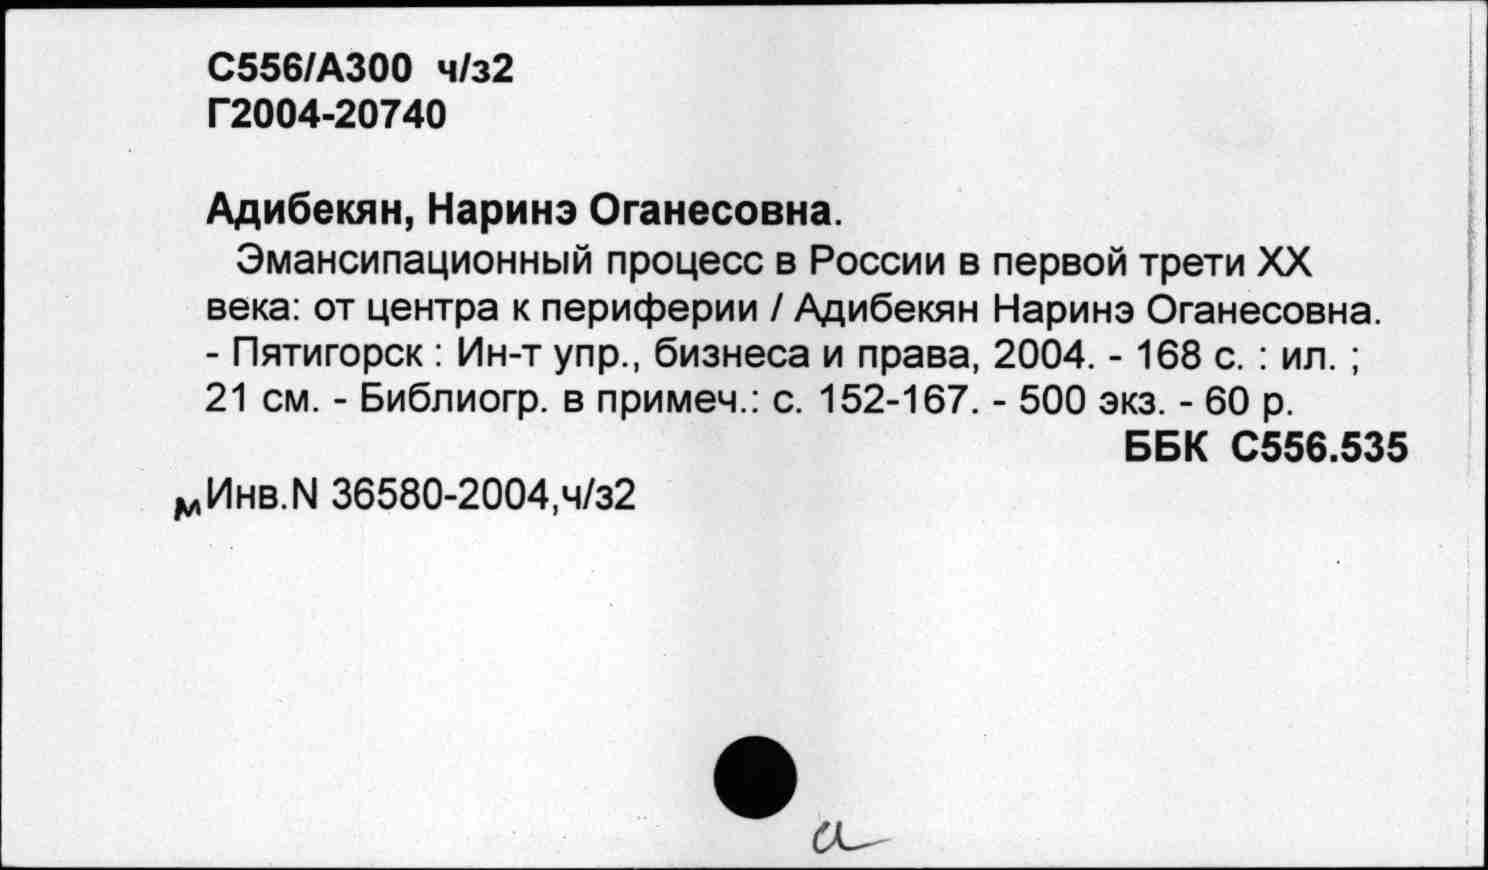 С556/А300 ч/з2
Г2004-20740
Адибекян, Наринэ Оганесовна.
Эмансипационный процесс в России в первой трети XX
века: от центра к периферии / Адибекян Наринэ Оганесовна.
- Пятигорск : Ин-т упр., бизнеса и права, 2004. - 168 с. : ил. ;
21 см. - Библиогр. в примеч.: с. 152-167. - 500 экз. - 60 р.
ББК С556.535
м Инв.N 36580-2004,ч/з2
а